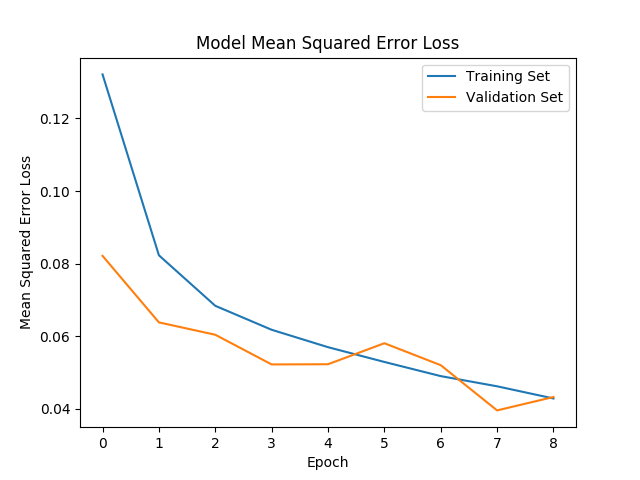 Model Mean Squared Error Loss
Training Set
Validation Set
Mean Squared Error Loss
0.12
0.10
0.08
0.06
0.04
0 1 2 3 4 5 6 7 8
Epoch